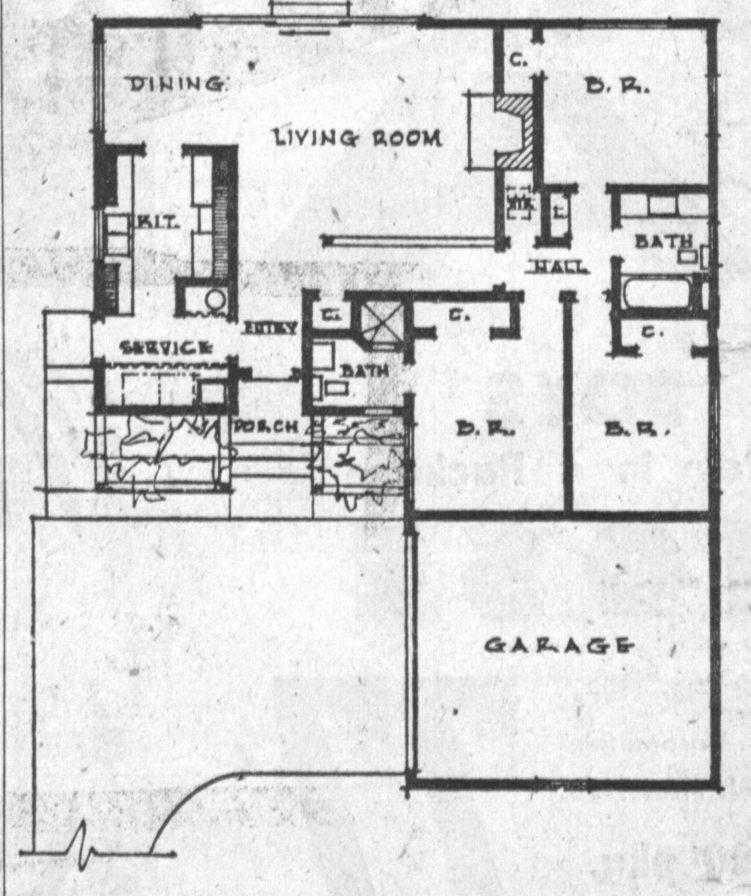 C.
DINING.
B. R.
LIVING ROOM
KIT.
BATH
HALL
C.
C.
ENTRY
C.
SERVICE
BATH
PORCH
B. R.
B. R.
GARAGE